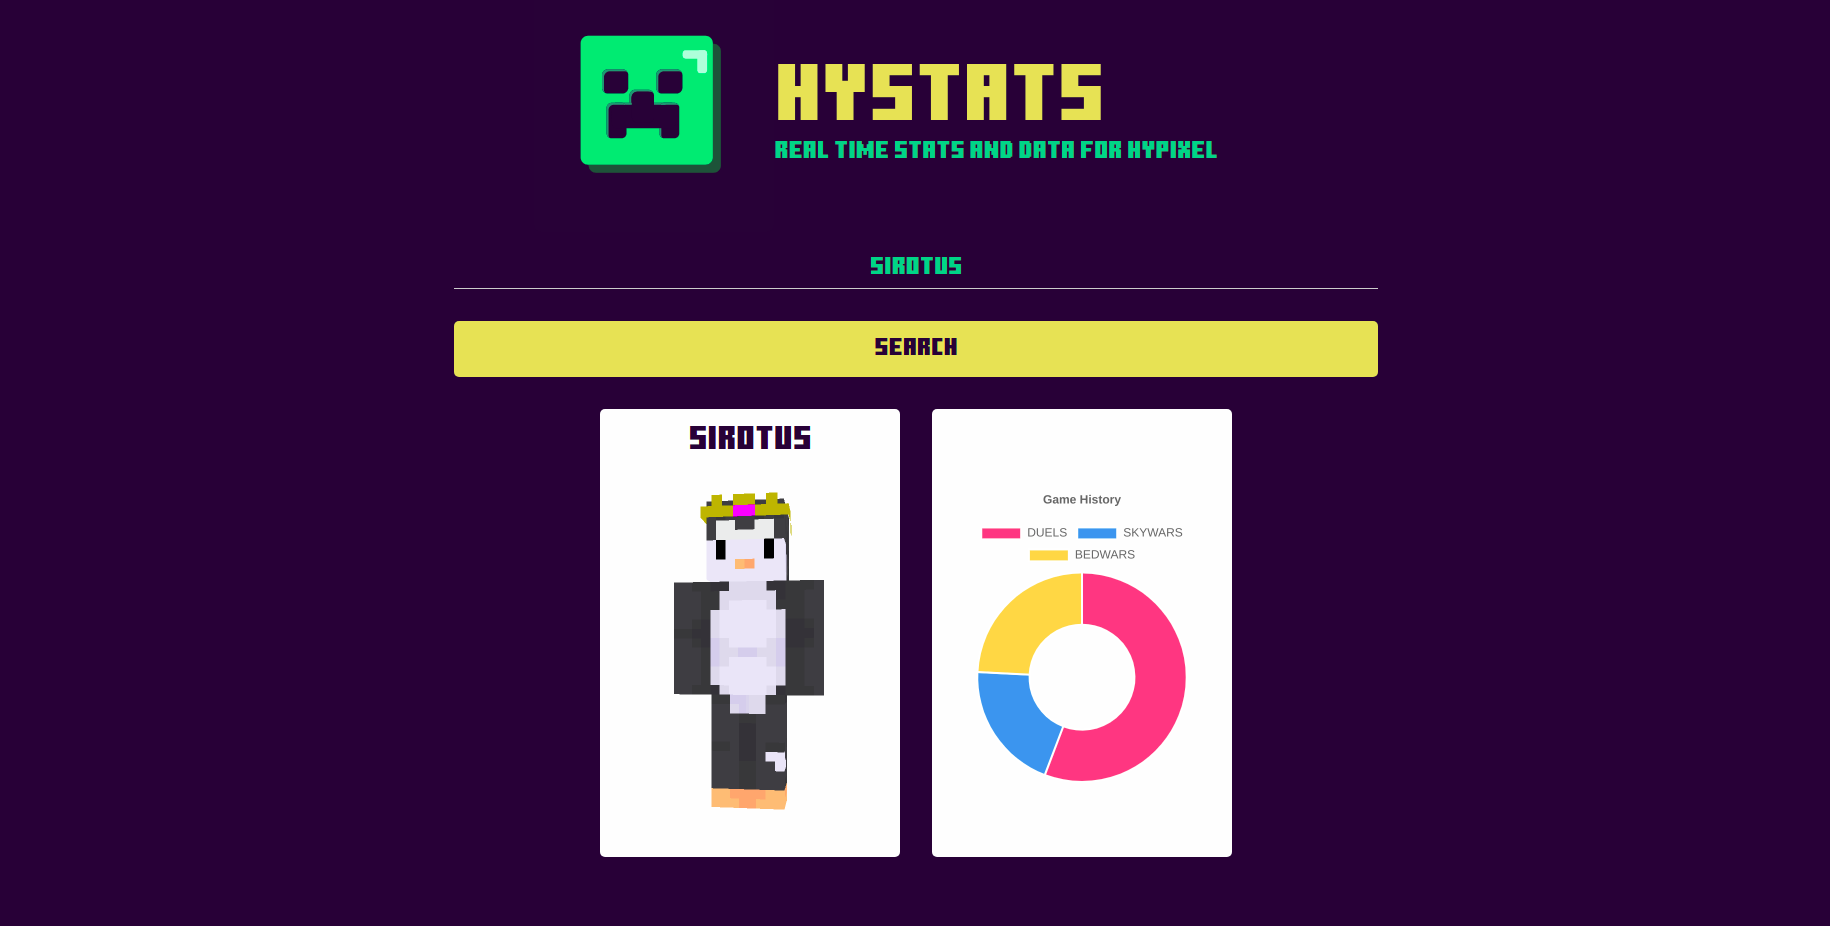 HYSTATS
REAL TIME STATS AND DATA FOR HYPIXEL
SIROTUS
SEARCH
SIROTUS
Game History
DUELS SKYWARS
BEDWARS